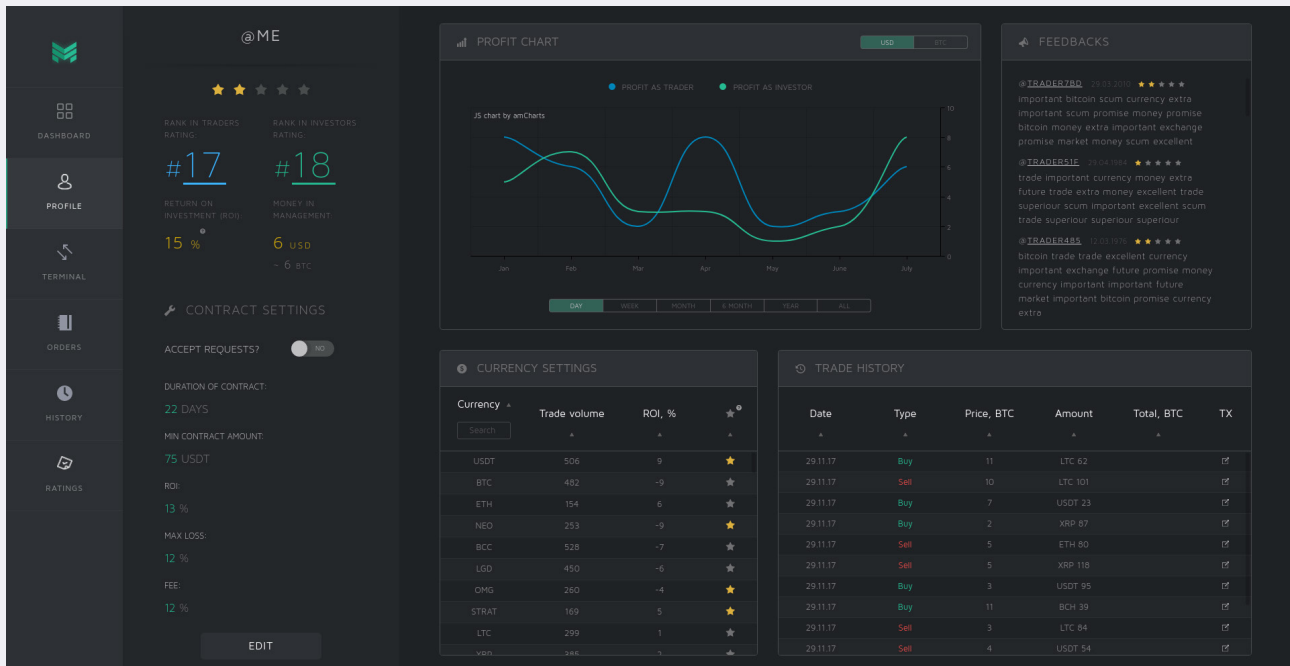 DASHBOARD
PROFILE
TERMINAL
ORDERS
HISTORY
RATINGS
@ME
RANK IN TRADERS
RATING:
#17
RANK IN INVESTORS
RATING:
#18
RETURN ON
INVESTMENT (ROI):
15 %
MONEY IN
MANAGEMENT:
6 USD
~ 6 BTC
CONTRACT SETTINGS
ACCEPT REQUESTS? NO
DURATION OF CONTRACT:
22 DAYS
MIN CONTRACT AMOUNT:
75 USDT
ROI:
13 %
MAX LOSS:
12 %
FEE:
12 %
EDIT
PROFIT CHART USD BTC
PROFIT AS TRADER PROFIT AS INVESTOR
JS chart by amCharts
10
8
6
4
2
0
Jan Feb Mar Apr May June July
DAY WEEK MONTH 6 MONTH YEAR ALL
FEEDBACKS
@TRADER7BD 29.03.2010
important bitcoin scum currency extra
important scum promise money promise
bitcoin money extra important exchange
promise market money scum excellent
@TRADER51F 29.04.1984
trade important currency money extra
future trade extra money excellent trade
superiour scum important excellent scum
trade superiour superiour superiour
@TRADER485 12.03.1975
bitcoin trade trade excellent currency
important exchange future promise money
currency important important future
market important bitcoin promise currency
extra
CURRENCY SETTINGS
Currency Trade volume ROI, %
Search
USDT 506 9
BTC 482 -9
ETH 154 6
NEO 253 -9
BCC 528 -7
LGD 450 -6
OMG 260 -4
STRAT 169 5
LTC 299 1
XRP 386 2
TRADE HISTORY
Date Type Price, BTC Amount Total, BTC TX
29.11.17 Buy 11 LTC 62
29.11.17 Sell 10 LTC 101
29.11.17 Buy 7 USDT 23
29.11.17 Buy 2 XRP 87
29.11.17 Sell 5 ETH 80
29.11.17 Sell 5 XRP 118
29.11.17 Buy 3 USDT 95
29.11.17 Buy 11 BCH 39
29.11.17 Sell 3 LTC 84
29.11.17 Sell 4 USDT 54